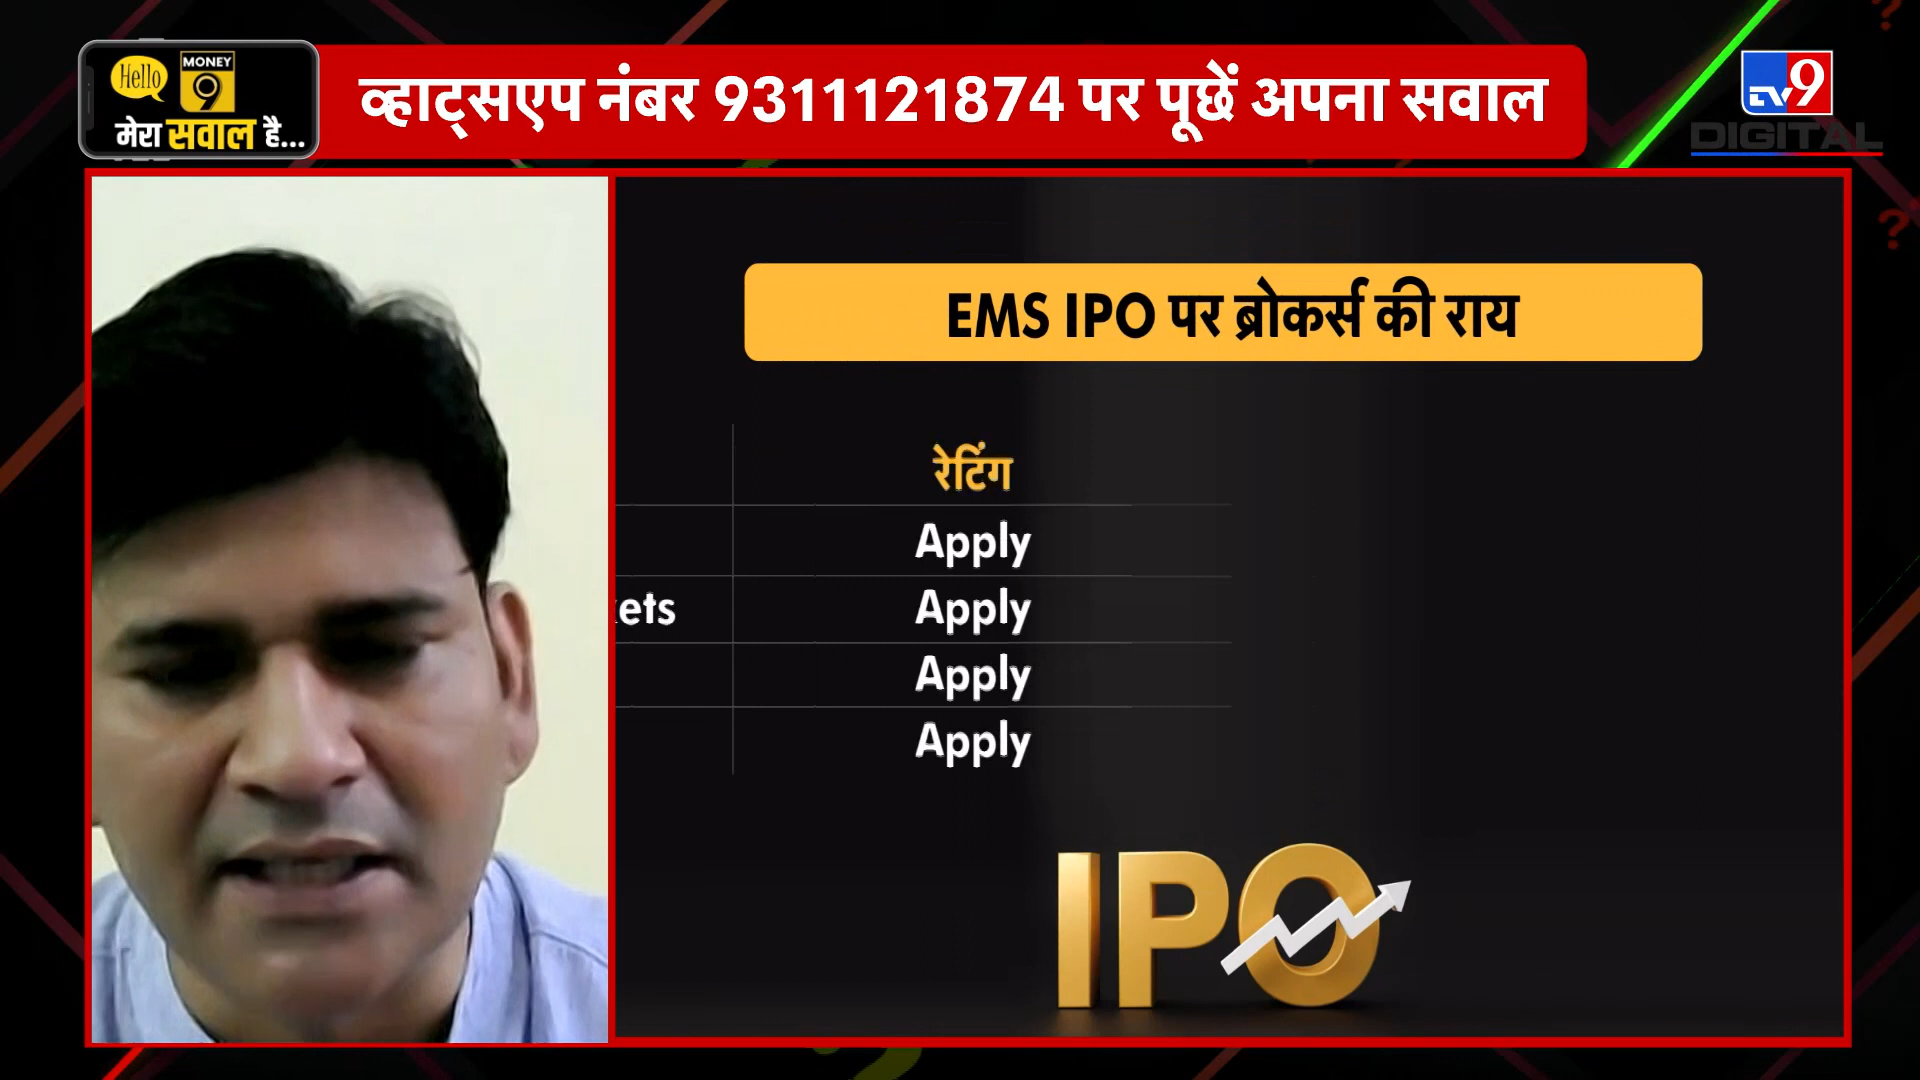 Hello
MONEY
9
मेरा सवाल है...
व्हाट्सएप नंबर 9311121874 पर पूछें अपना सवाल
TV9
DIGITAL
EMS IPO पर ब्रोकर्स की राय
रेटिंग
Apply
Apply
Apply
Apply
IPO